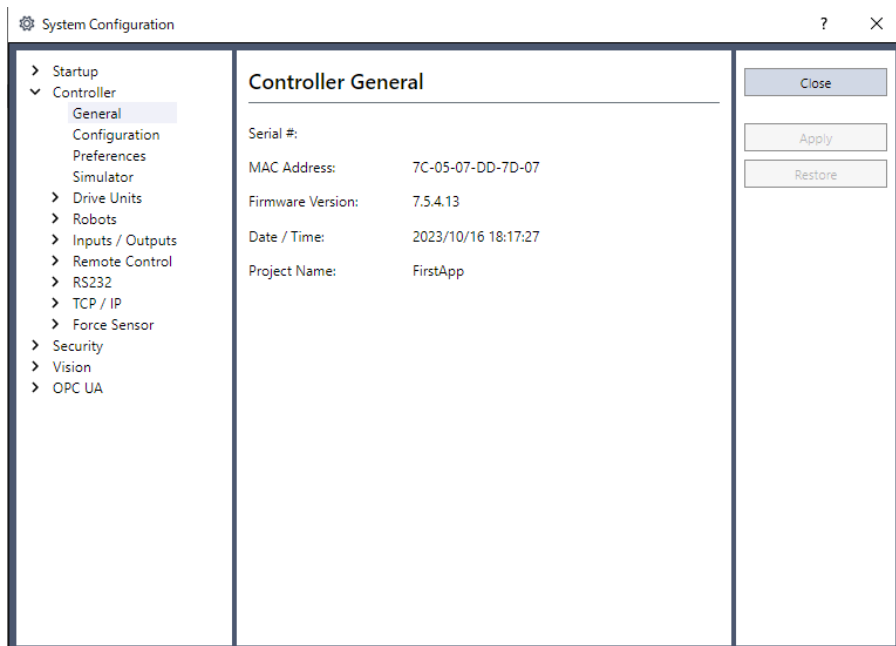 System Configuration
?
Startup
Controller
General
Configuration
Preferences
Simulator
Drive Units
Robots
Inputs / Outputs
Remote Control
RS232
TCP / IP
Force Sensor
Security
Vision
OPC UA
Controller General
Serial #:
MAC Address: 7C-05-07-DD-7D-07
Firmware Version: 7.5.4.13
Date / Time: 2023/10/16 18:17:27
Project Name: FirstApp
Close
Apply
Restore